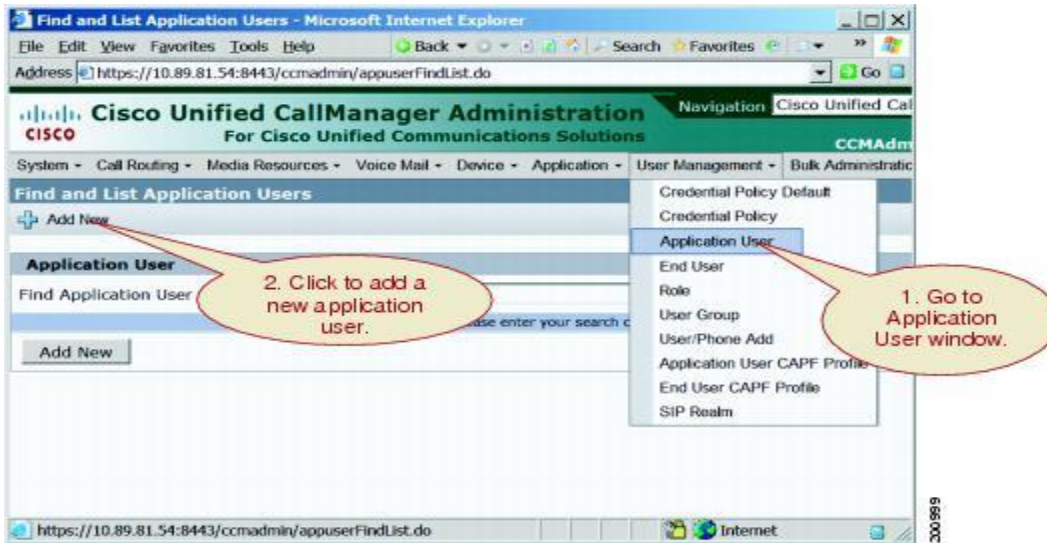 Find and List Application Users - Microsoft Internet Explorer
File Edit View Favorites Tools Help Back Search Favorites
Address https://10.89.81.54:8443/ccmadmin/appuserFindList.do Go
CISCO
Cisco Unified CallManager Administration
For Cisco Unified Communications Solutions
Navigation Cisco Unified Cal
CCMAdm
System Call Routing Media Resources Voice Mail Device Application User Management Bulk Administratic
Find and List Application Users
Add New
Application User
Find Application User
ase enter your search c
Add New
Credential Policy Default
Credential Policy
Application User
End User
Role
User Group
User/Phone Add
Application User CAPF Profile
End User CAPF Profile
SIP Realm
2. Click to add a
new application
user.
1. Go to
Application
User window.
https://10.89.81.54:8443/ccmadmin/appuserFindList.do Internet
200999